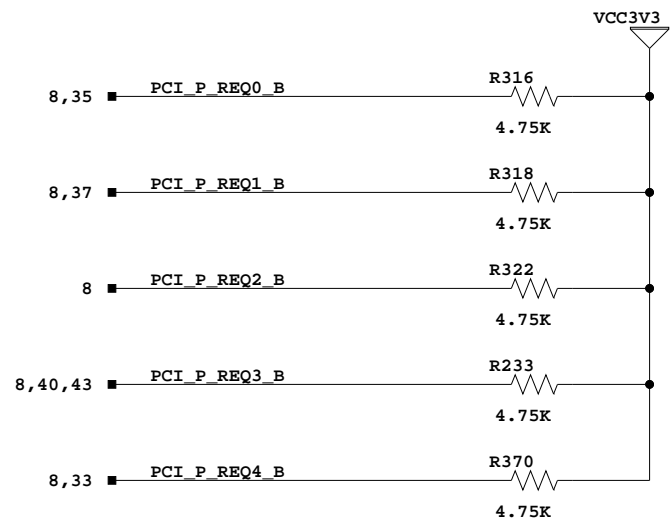 VCC3V3
8,35 PCI_P_REQ0_B R316
4.75K
8,37 PCI_P_REQ1_B R318
4.75K
8 PCI_P_REQ2_B R322
4.75K
8,40,43 PCI_P_REQ3_B R233
4.75K
8,33 PCI_P_REQ4_B R370
4.75K